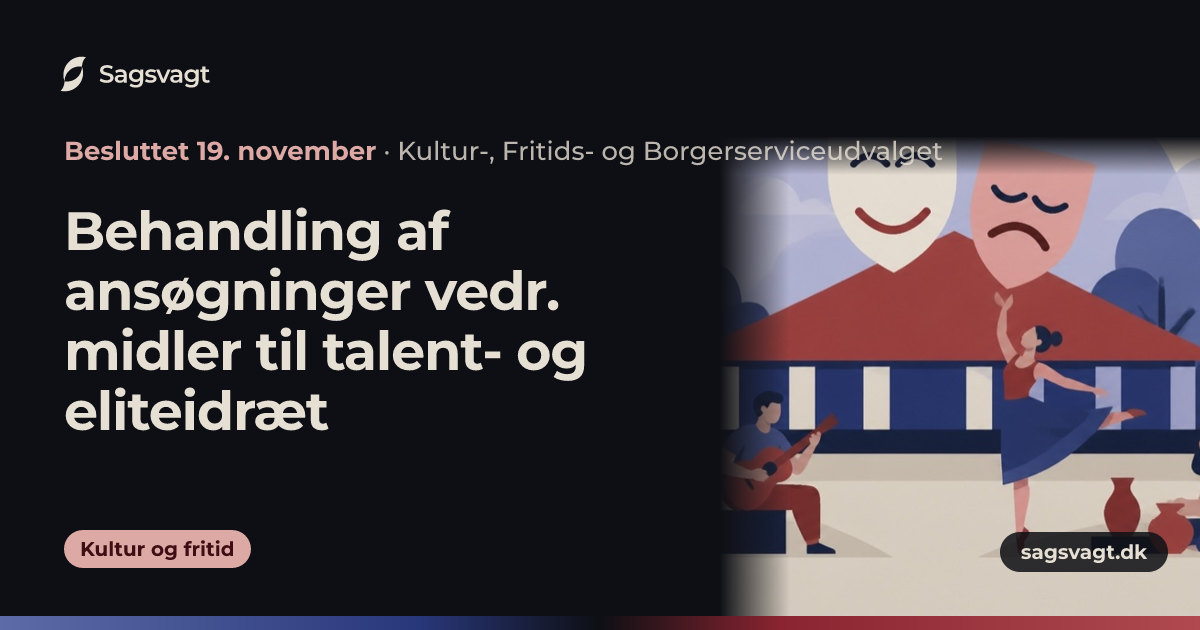 Sagsvagt
Besluttet 19. november · Kultur-, Fritids- og Borgerserviceudvalget
Behandling af
ansøgninger vedr.
midler til talent- og
eliteidræt
Kultur og fritid
sagsvagt.dk